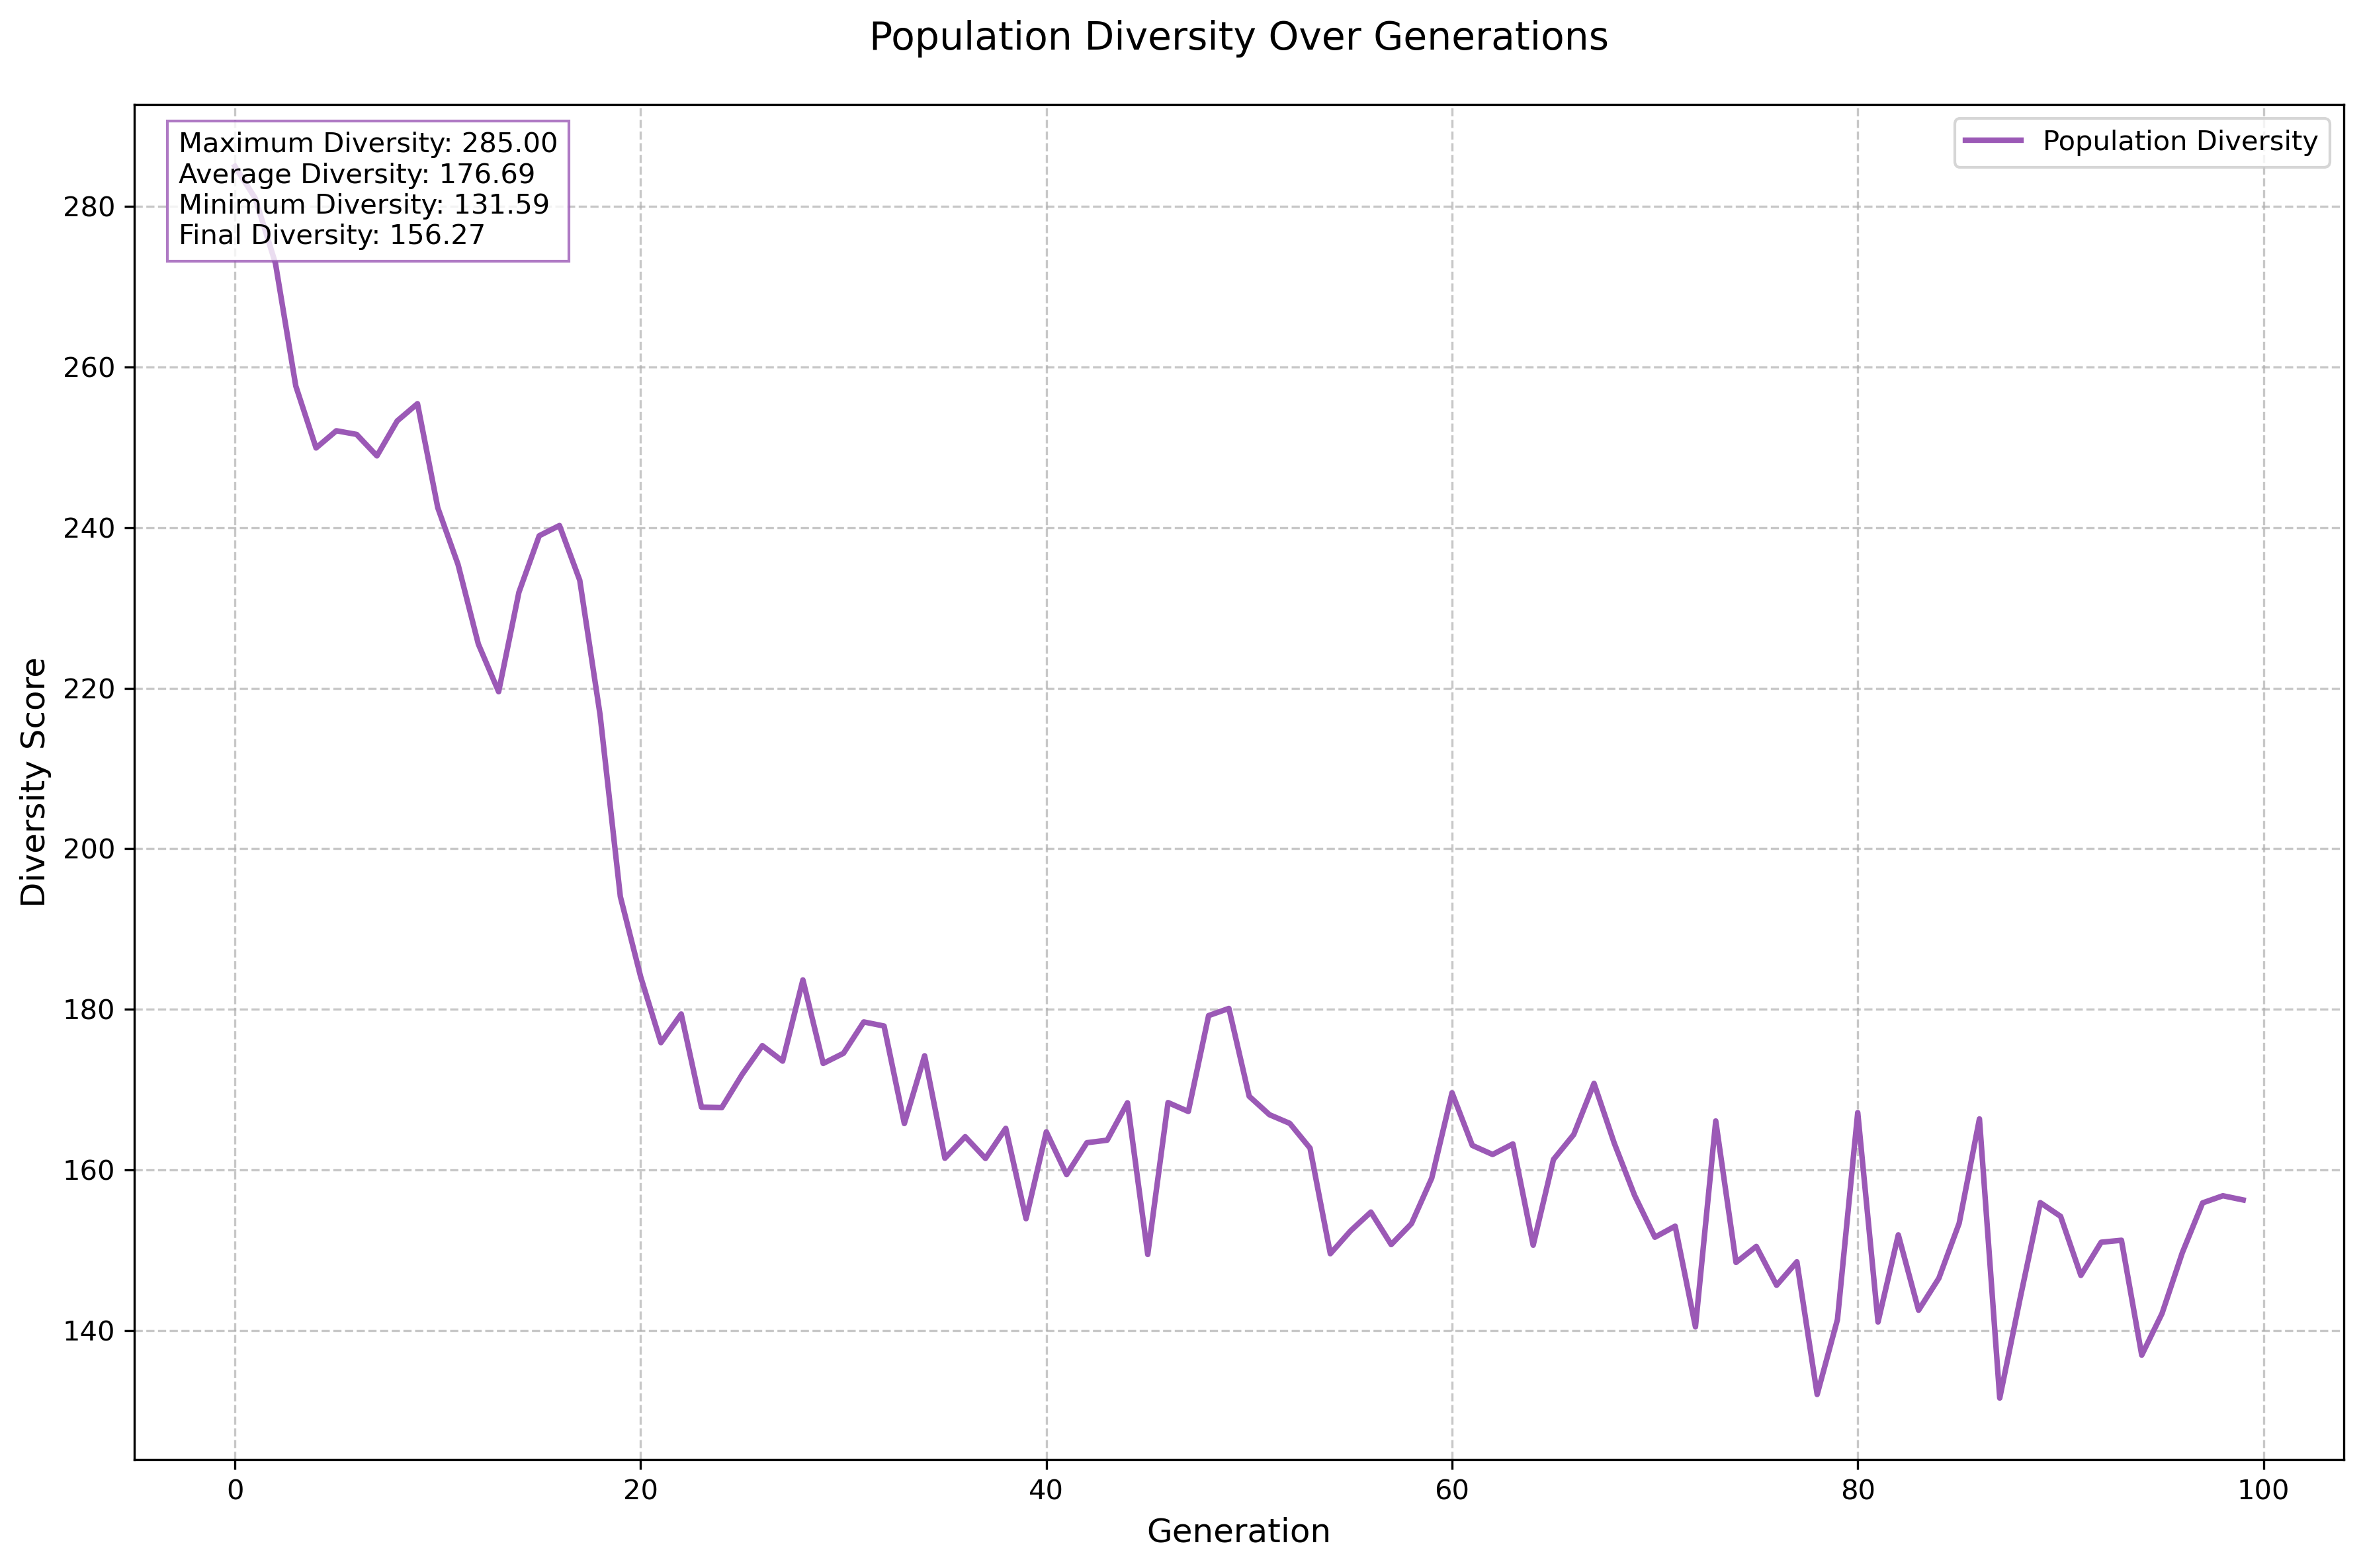 Population Diversity Over Generations
Maximum Diversity: 285.00
Average Diversity: 176.69
Minimum Diversity: 131.59
Final Diversity: 156.27
Population Diversity
Diversity Score
280
260
240
220
200
180
160
140
0 20 40 60 80 100
Generation